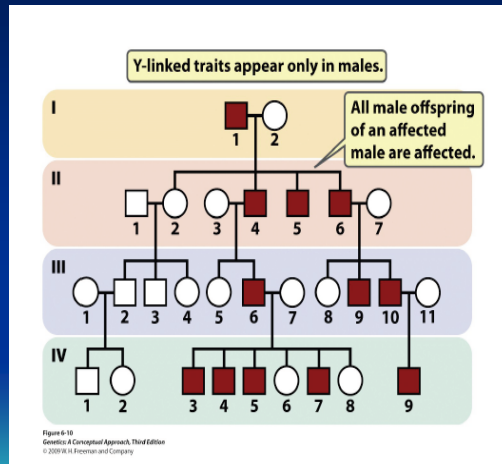 Y-linked traits appear only in males.
I
All male offspring
of an affected
male are affected.
1 2
II
1 2 3 4 5 6 7
III
1 2 3 4 5 6 7 8 9 10 11
IV
1 2 3 4 5 6 7 8 9
Figure 6-10
Genetics: A Conceptual Approach, Third Edition
© 2009 W. H. Freeman and Company